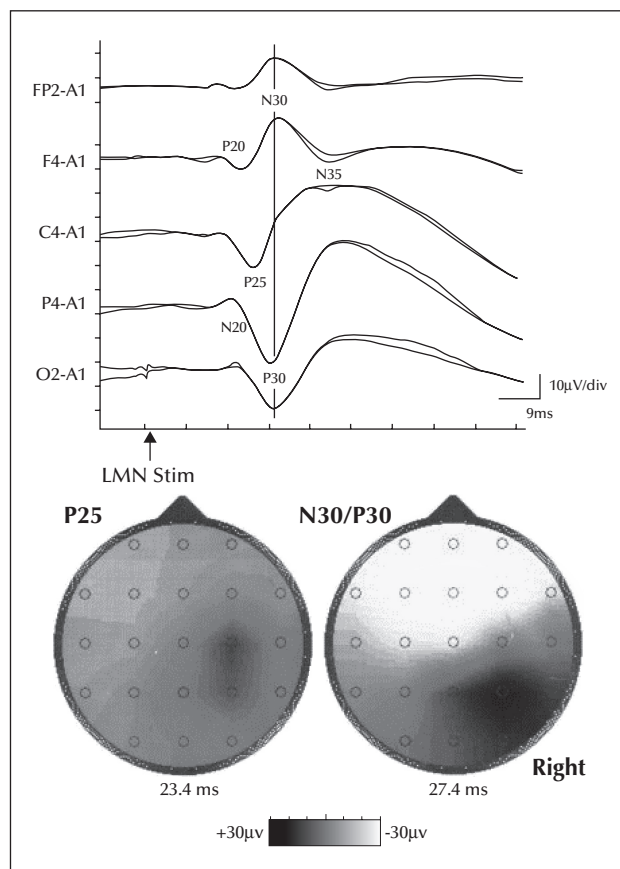 FP2-A1
N30
P20
F4-A1
N35
C4-A1
P25
P4-A1
N20
P30
O2-A1
10µV/div
9ms
LMN Stim
P25 N30/P30
Right
23.4 ms 27.4 ms
+30µv -30µv